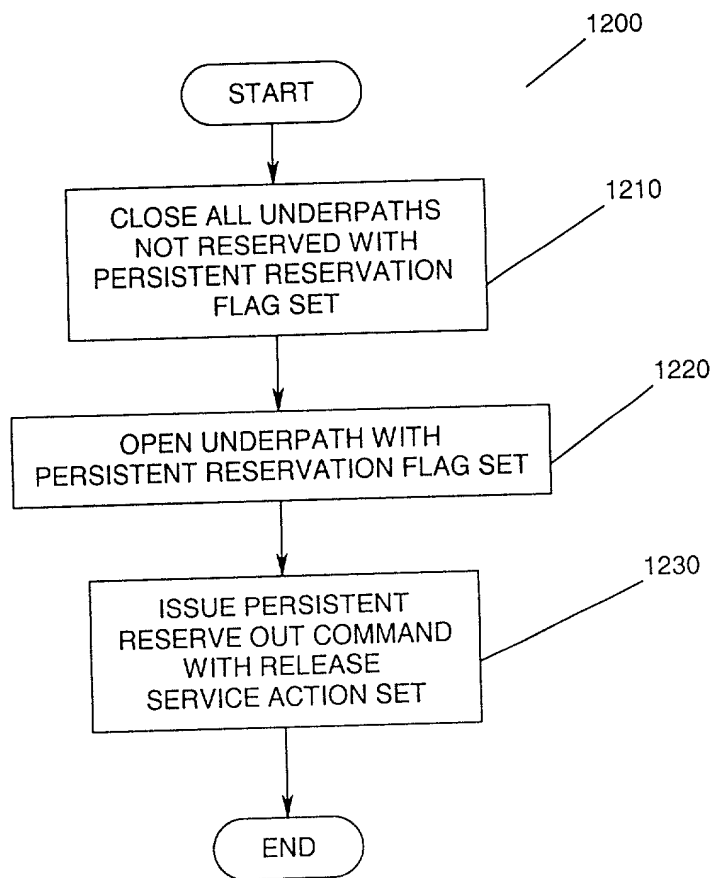 1200
START
1210
CLOSE ALL UNDERPATHS
NOT RESERVED WITH
PERSISTENT RESERVATION
FLAG SET
1220
OPEN UNDERPATH WITH
PERSISTENT RESERVATION FLAG SET
1230
ISSUE PERSISTENT
RESERVE OUT COMMAND
WITH RELEASE
SERVICE ACTION SET
END